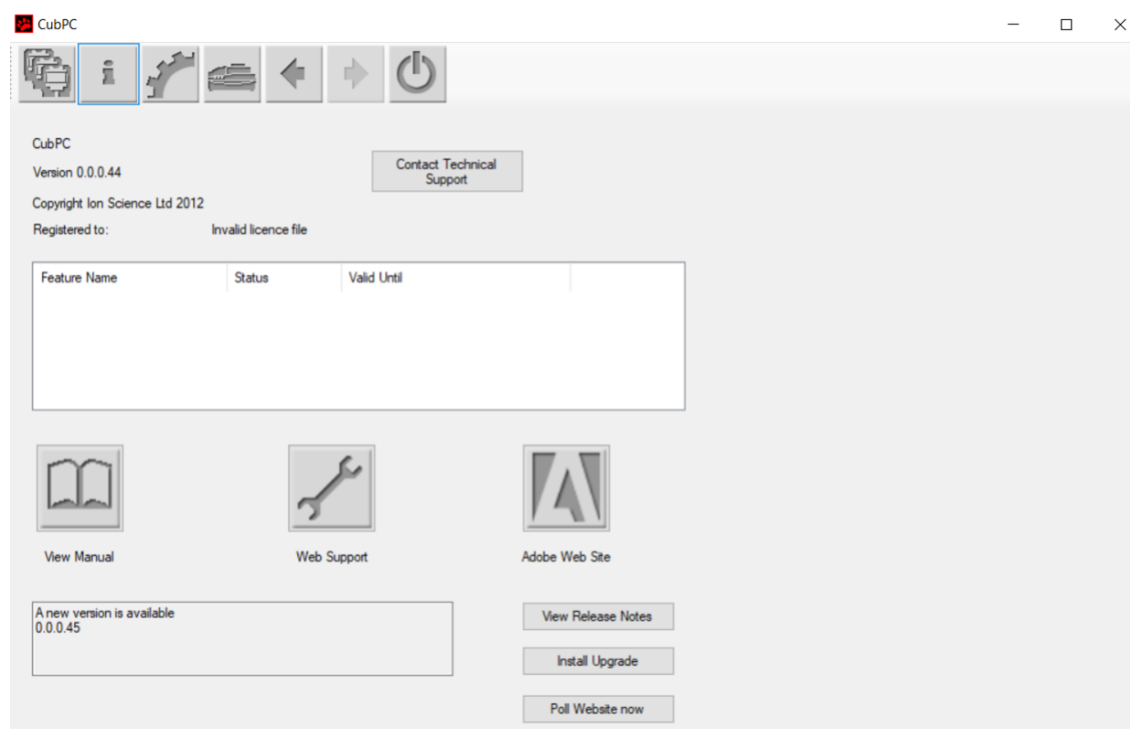 CubPC
CubPC
Version 0.0.0.44
Contact Technical
Support
Copyright Ion Science Ltd 2012
Registered to: Invalid licence file
Feature Name Status Valid Until
View Manual Web Support Adobe Web Site
A new version is available
0.0.0.45
View Release Notes
Install Upgrade
Poll Website now